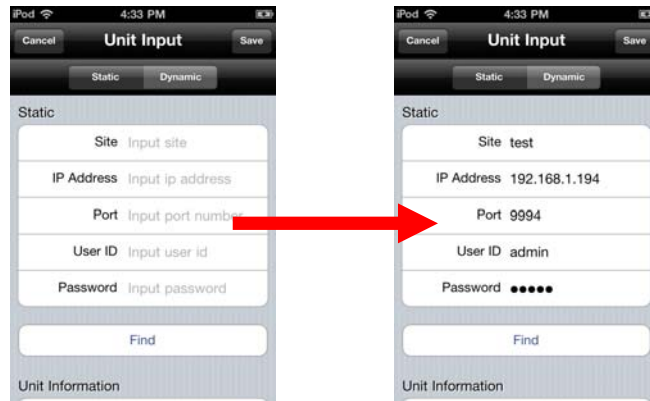 iPod 4:33 PM
Cancel Unit Input Save
Static Dynamic
Static
Site Input site
IP Address Input ip address
Port Input port number
User ID Input user id
Password Input password
Find
Unit Information
iPod 4:33 PM
Cancel Unit Input Save
Static Dynamic
Static
Site test
IP Address 192.168.1.194
Port 9994
User ID admin
Password •••••
Find
Unit Information